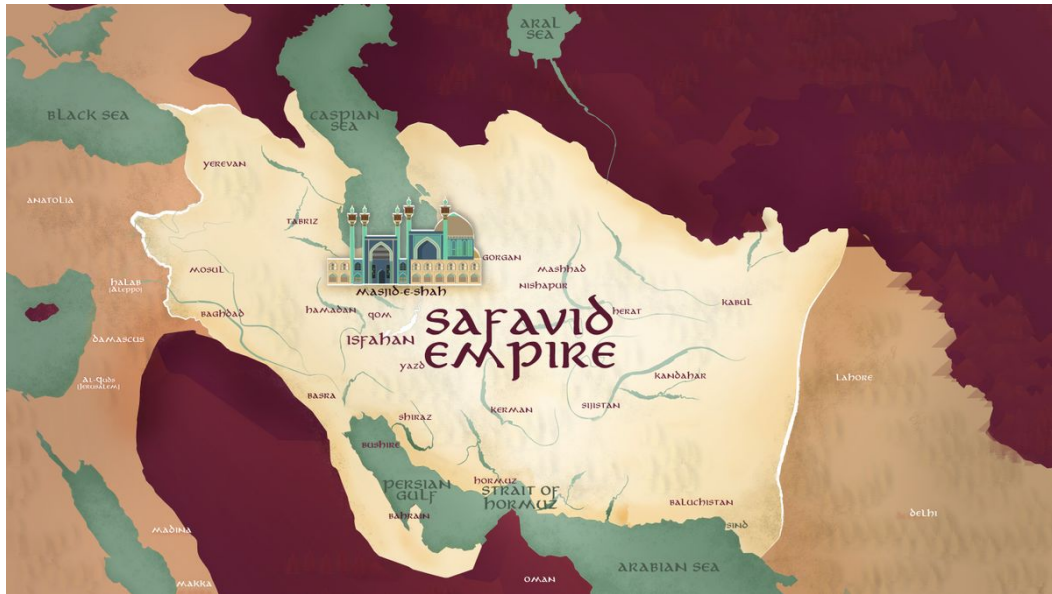 ARAL
SEA
BLACK SEA
CASPIAN
SEA
YEREVAN
ANATOLIA
TABRIZ
GORGAN
MOSUL
MASHHAD
HALAB
(ALEPPO)
NISHAPUR
MASJID-E-SHAH
KABUL
BAGHDAD
HAMADAN
QOM
HERAT
SAFAVID
EMPIRE
DAMASCUS
ISFAHAN
YAZD
KANDAHAR
LAHORE
AL-QUDS
(JERUSALEM)
BASRA
SHIRAZ
KERMAN
SIJISTAN
BUSHIRE
PERSIAN
GULF
HORMUZ
STRAIT OF
HORMUZ
BALUCHISTAN
BAHRAIN
SIND
DELHI
MADINA
ARABIAN SEA
OMAN
MAKKA